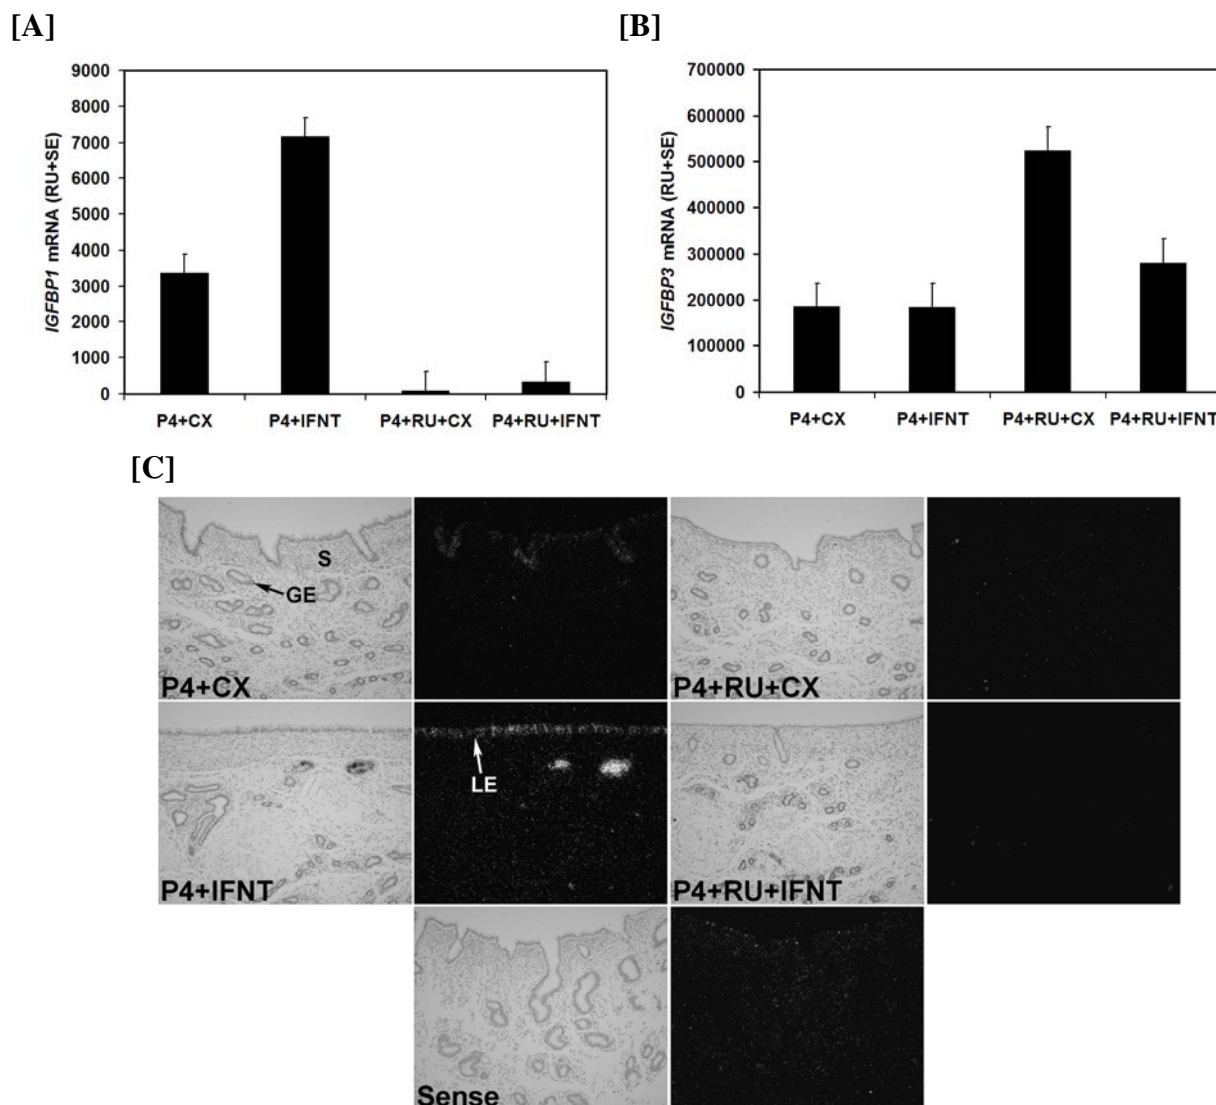 [A]
[B]
9000
8000
7000
6000
5000
4000
3000
2000
1000
0
IGFBP1 mRNA (RU+SE)
P4+CX P4+IFNT P4+RU+CX P4+RU+IFNT
700000
600000
500000
400000
300000
200000
100000
0
IGFBP3 mRNA (RU+SE)
P4+CX P4+IFNT P4+RU+CX P4+RU+IFNT
[C]
S
GE
P4+CX
P4+RU+CX
LE
P4+IFNT
P4+RU+IFNT
Sense